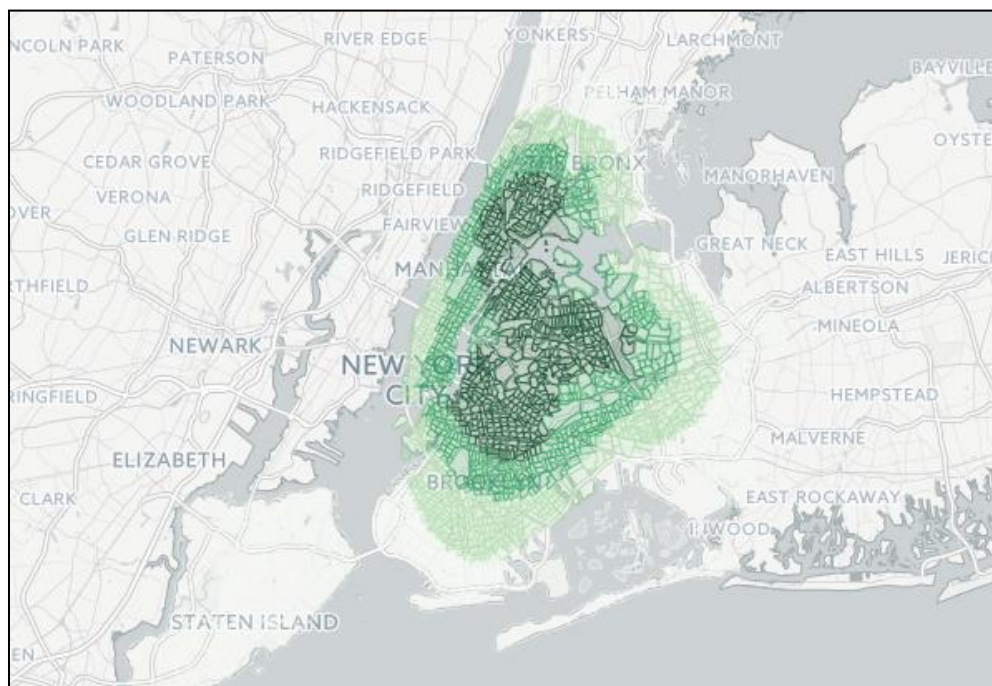 NCOLN PARK
RIVER EDGE
YONKERS
LARCHMONT
PATERSON
BAYVILLE
WOODLAND PARK
HACKENSACK
PELHAM MANOR
OYSTE
CEDAR GROVE
RIDGEFIELD PARK
BRONX
MANORHAVEN
VERONA
RIDGEFIELD
OVER
GLEN RIDGE
FAIRVIEW
GREAT NECK
EAST HILLS
JERIC
MANHA
RTHFIELD
ALBERTSON
MINEOLA
NEWARK
NEW YORK
CITY
RINGFIELD
HEMPSTEAD
MALVERNE
ELIZABETH
BROOKLYN
CLARK
EAST ROCKAWAY
INWOOD
STATEN ISLAND
EN